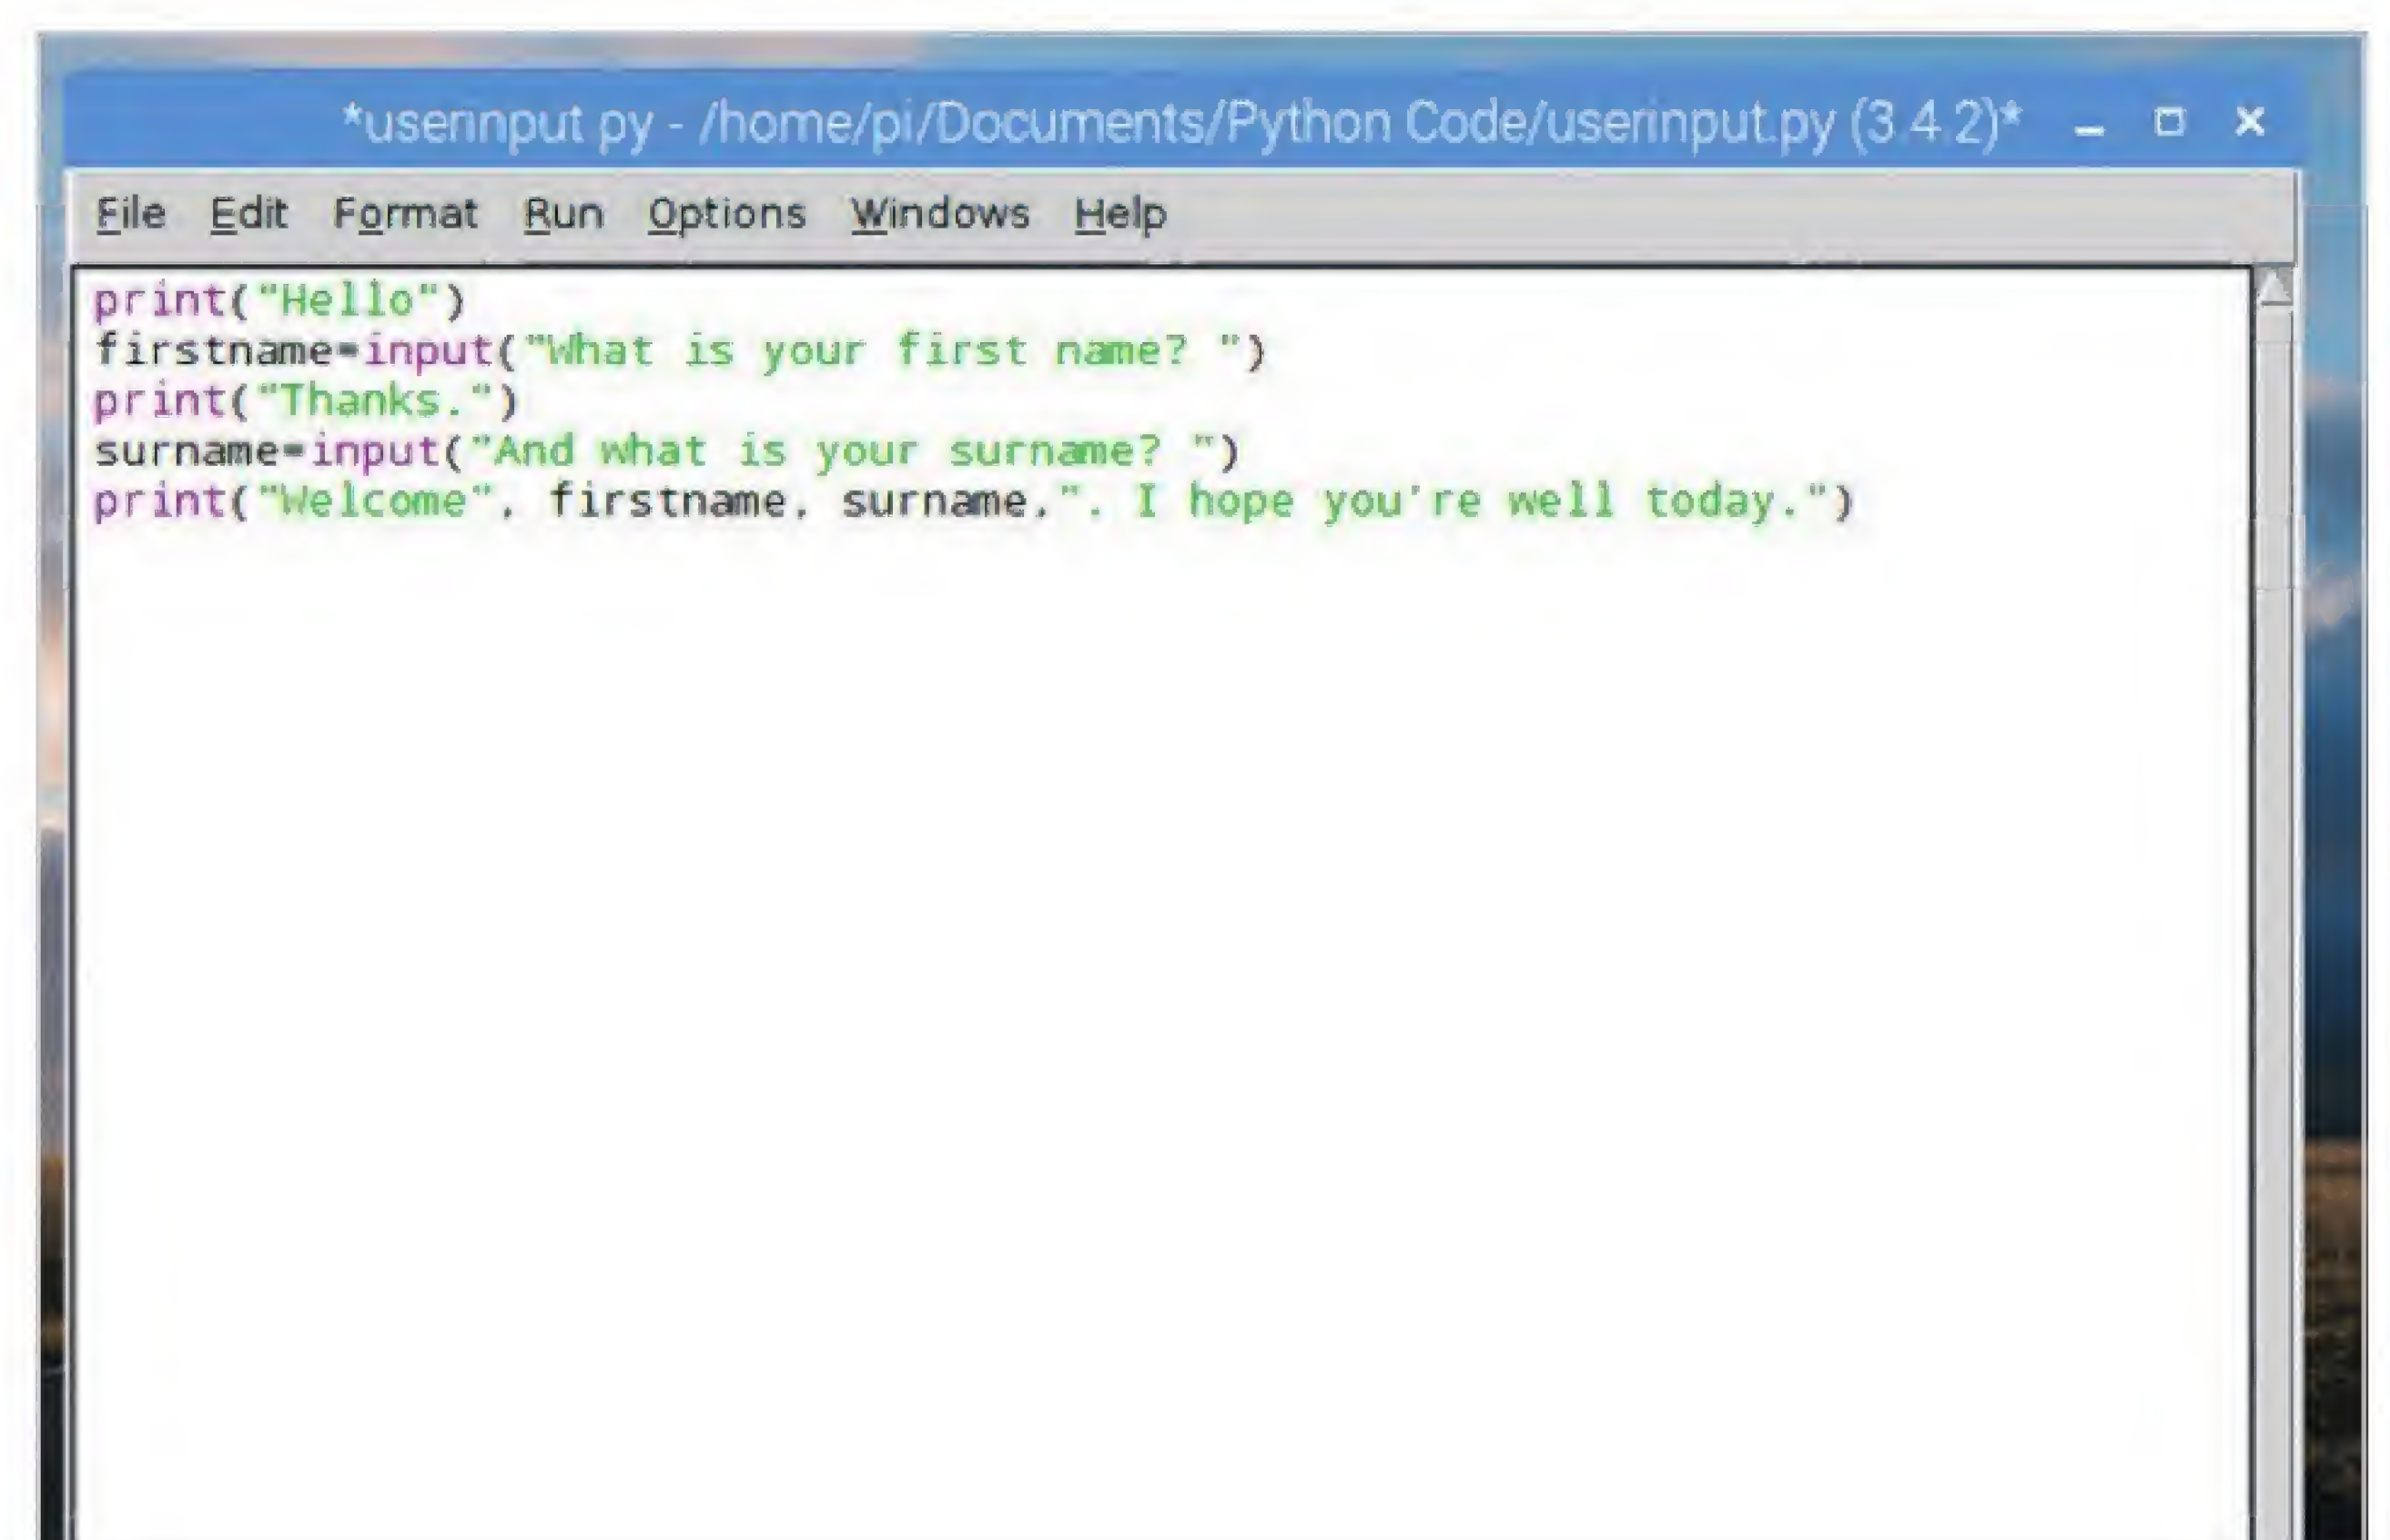 *userinput.py - /home/pi/Documents/Python Code/userinput.py (3.4.2)*
File Edit Format Run Options Windows Help
print("Hello")
firstname=input("What is your first name? ")
print("Thanks.")
surname=input("And what is your surname? ")
print("Welcome", firstname, surname,". I hope you're well today.")